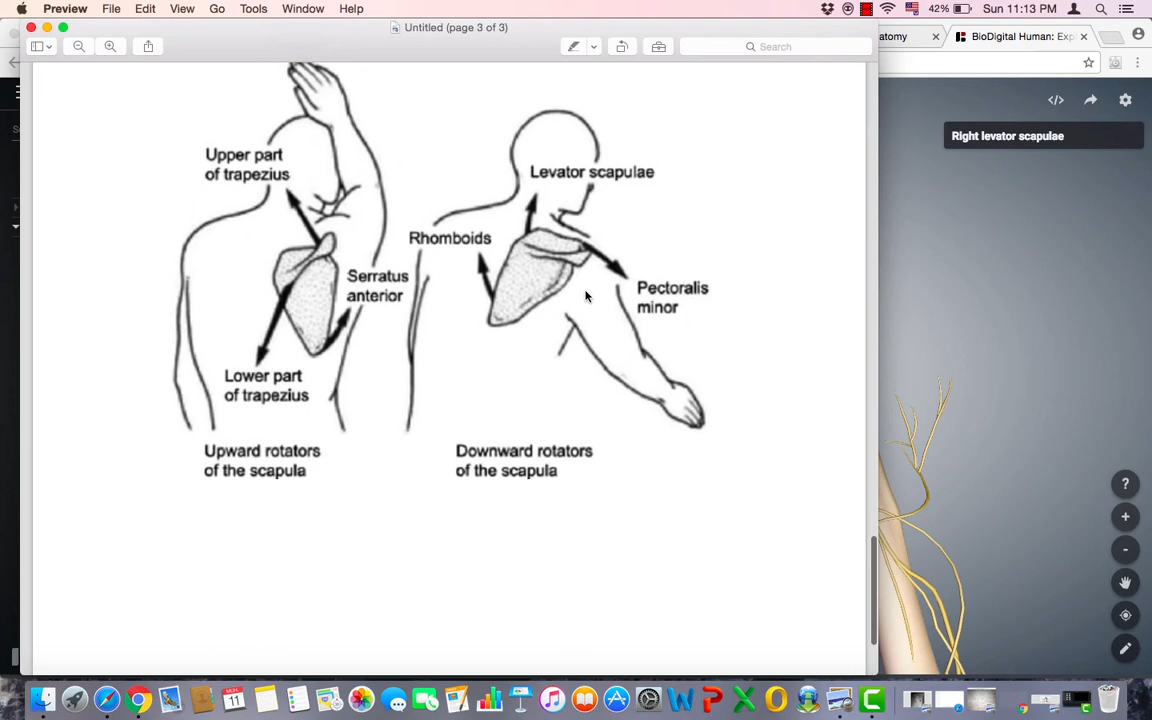 Preview File Edit View Go Tools Window Help
42% Sun 11:13 PM
Untitled (page 3 of 3)
Search
atomy
BioDigital Human: Exp
Right levator scapulae
Upper part
of trapezius
Serratus
anterior
Lower part
of trapezius
Upward rotators
of the scapula
Levator scapulae
Rhomboids
Pectoralis
minor
Downward rotators
of the scapula
11